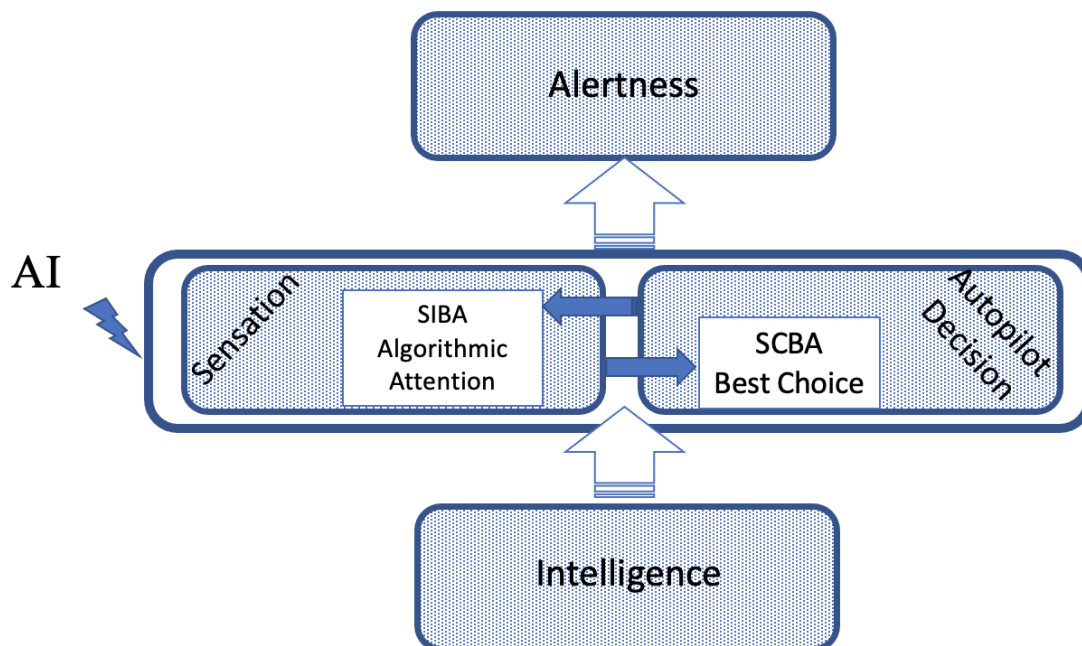 Alertness
AI
Sensation
SIBA
Algorithmic
Attention
SCBA
Best Choice
Autopilot
Decision
Intelligence